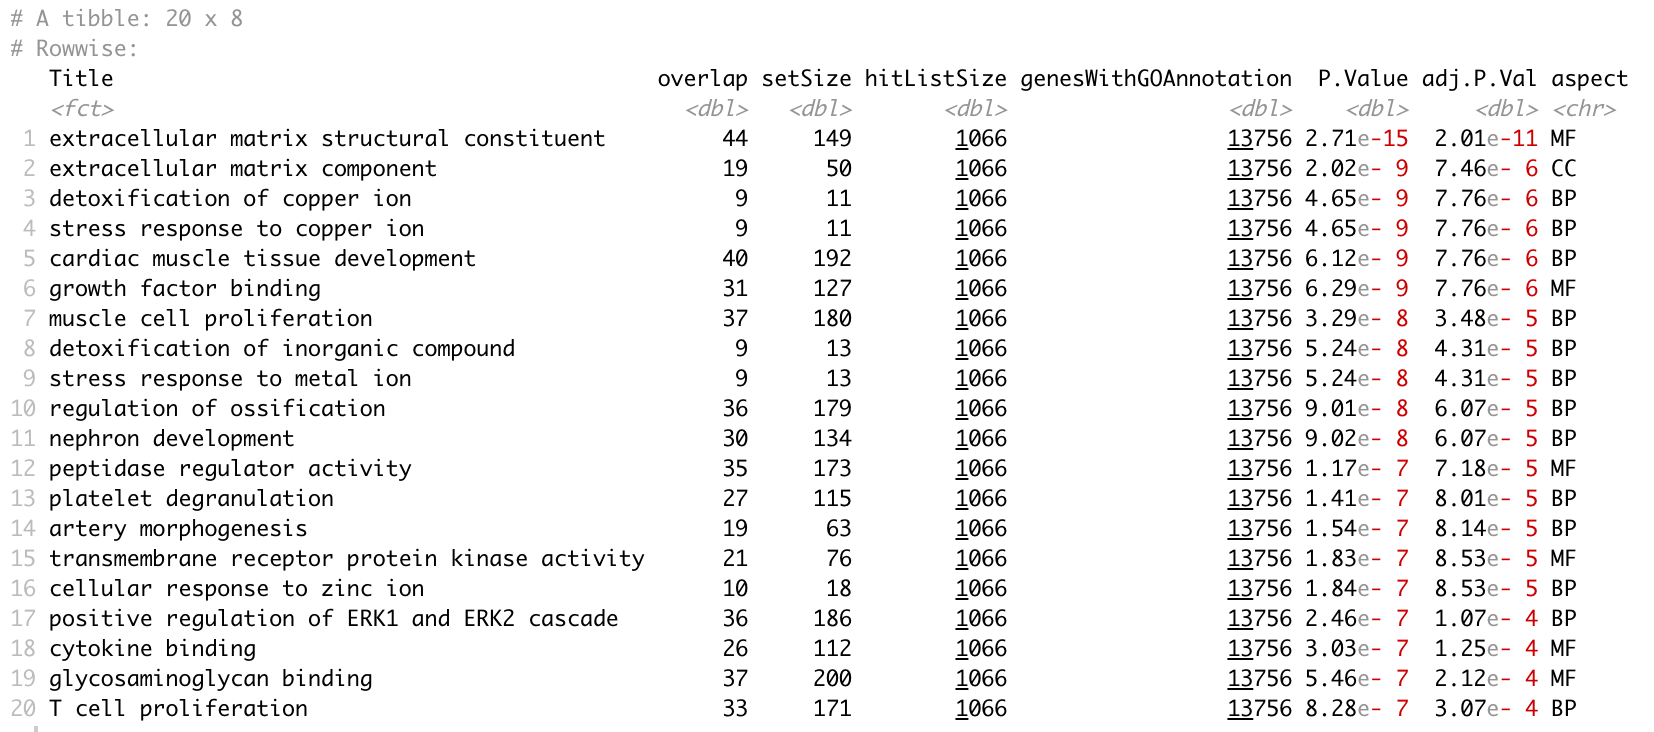 # A tibble: 20 x 8
# Rowwise:
Title overlap setSize hitListSize genesWithGOAnnotation P.Value adj.P.Val aspect
<fct> <dbl> <dbl> <dbl> <dbl> <dbl> <dbl> <chr>
1 extracellular matrix structural constituent 44 149 1066 13756 2.71e-15 2.01e-11 MF
2 extracellular matrix component 19 50 1066 13756 2.02e- 9 7.46e- 6 CC
3 detoxification of copper ion 9 11 1066 13756 4.65e- 9 7.76e- 6 BP
4 stress response to copper ion 9 11 1066 13756 4.65e- 9 7.76e- 6 BP
5 cardiac muscle tissue development 40 192 1066 13756 6.12e- 9 7.76e- 6 BP
6 growth factor binding 31 127 1066 13756 6.29e- 9 7.76e- 6 MF
7 muscle cell proliferation 37 180 1066 13756 3.29e- 8 3.48e- 5 BP
8 detoxification of inorganic compound 9 13 1066 13756 5.24e- 8 4.31e- 5 BP
9 stress response to metal ion 9 13 1066 13756 5.24e- 8 4.31e- 5 BP
10 regulation of ossification 36 179 1066 13756 9.01e- 8 6.07e- 5 BP
11 nephron development 30 134 1066 13756 9.02e- 8 6.07e- 5 BP
12 peptidase regulator activity 35 173 1066 13756 1.17e- 7 7.18e- 5 MF
13 platelet degranulation 27 115 1066 13756 1.41e- 7 8.01e- 5 BP
14 artery morphogenesis 19 63 1066 13756 1.54e- 7 8.14e- 5 BP
15 transmembrane receptor protein kinase activity 21 76 1066 13756 1.83e- 7 8.53e- 5 MF
16 cellular response to zinc ion 10 18 1066 13756 1.84e- 7 8.53e- 5 BP
17 positive regulation of ERK1 and ERK2 cascade 36 186 1066 13756 2.46e- 7 1.07e- 4 BP
18 cytokine binding 26 112 1066 13756 3.03e- 7 1.25e- 4 MF
19 glycosaminoglycan binding 37 200 1066 13756 5.46e- 7 2.12e- 4 MF
20 T cell proliferation 33 171 1066 13756 8.28e- 7 3.07e- 4 BP